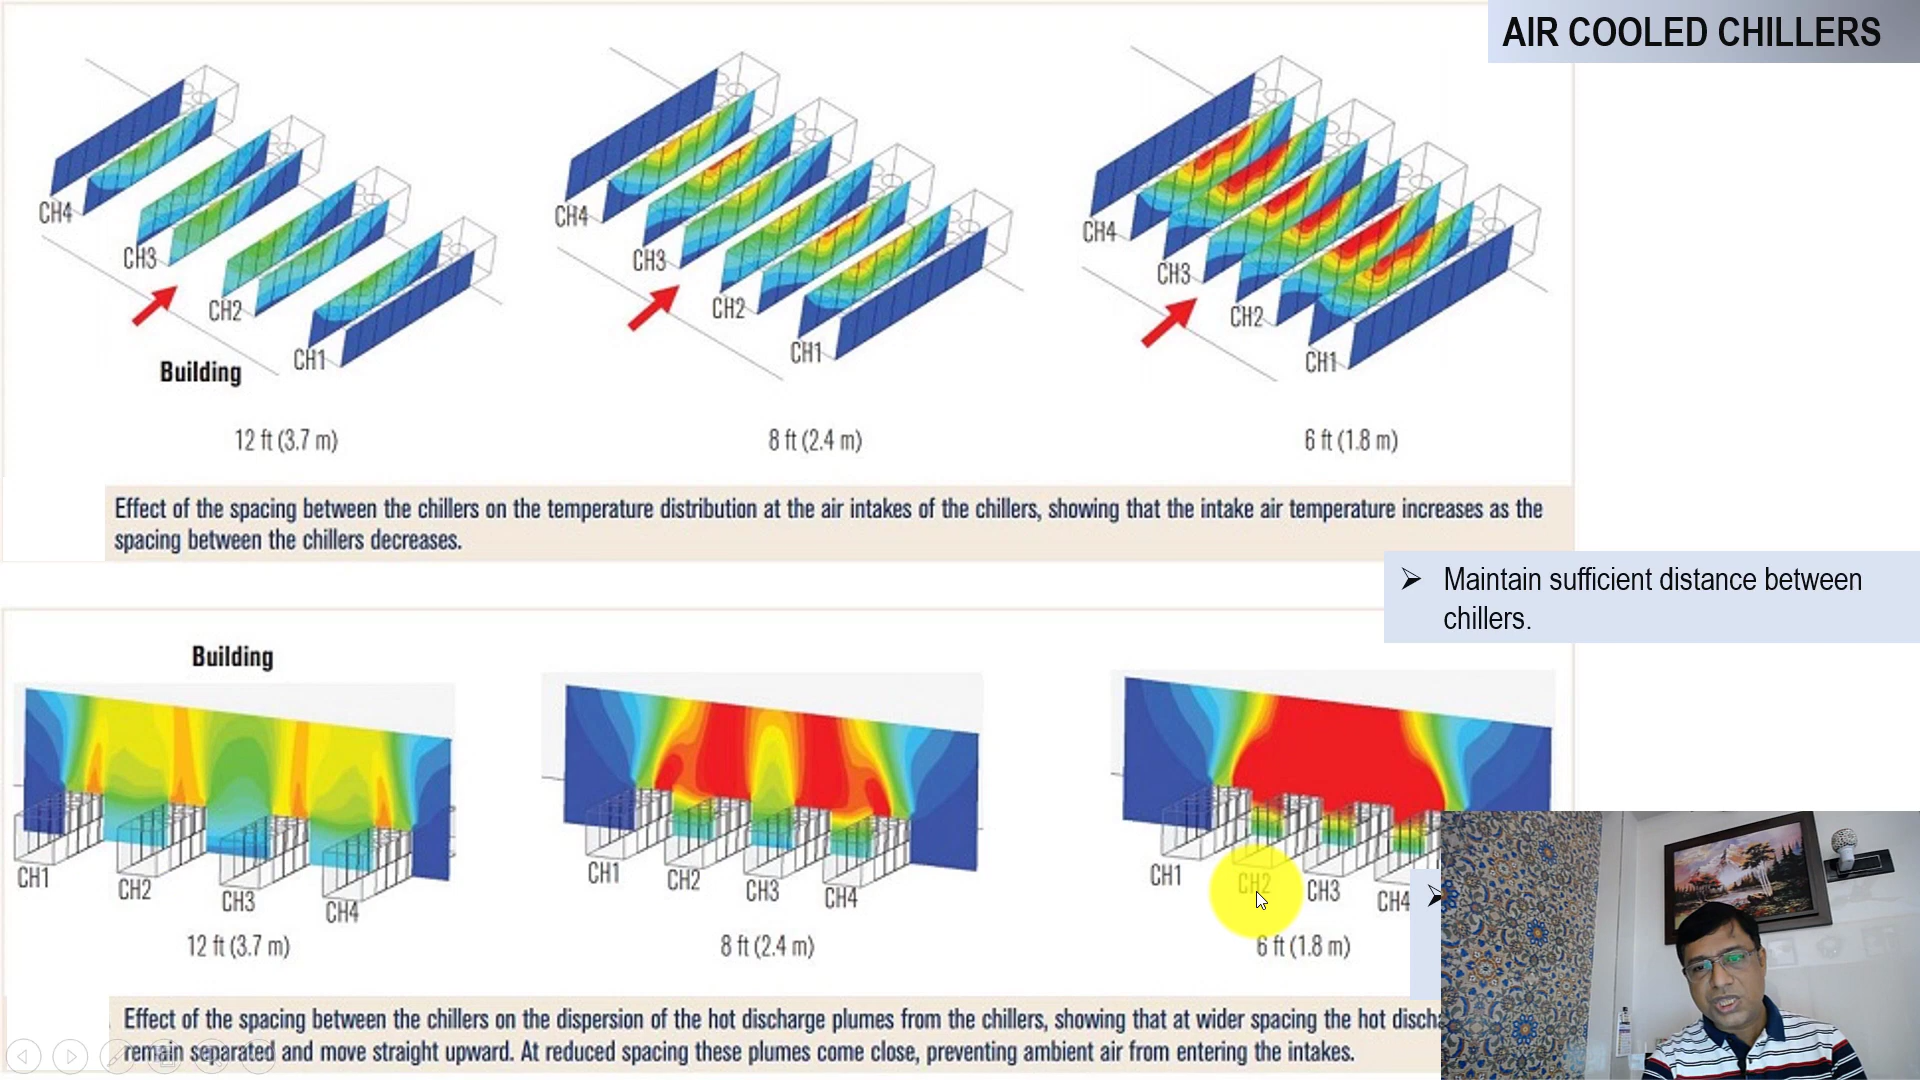 AIR COOLED CHILLERS
CH4
CH3
CH2
CH1
Building
12 ft (3.7 m)
CH4
CH3
CH2
CH1
8 ft (2.4 m)
CH4
CH3
CH2
CH1
6 ft (1.8 m)
Effect of the spacing between the chillers on the temperature distribution at the air intakes of the chillers, showing that the intake air temperature increases as the
spacing between the chillers decreases.
➢ Maintain sufficient distance between
chillers.
Building
CH1
CH2
CH3
CH4
12 ft (3.7 m)
CH1
CH2
CH3
CH4
8 ft (2.4 m)
CH1
CH2
CH3
CH4
6 ft (1.8 m)
Effect of the spacing between the chillers on the dispersion of the hot discharge plumes from the chillers, showing that at wider spacing the hot discha
remain separated and move straight upward. At reduced spacing these plumes come close, preventing ambient air from entering the intakes.